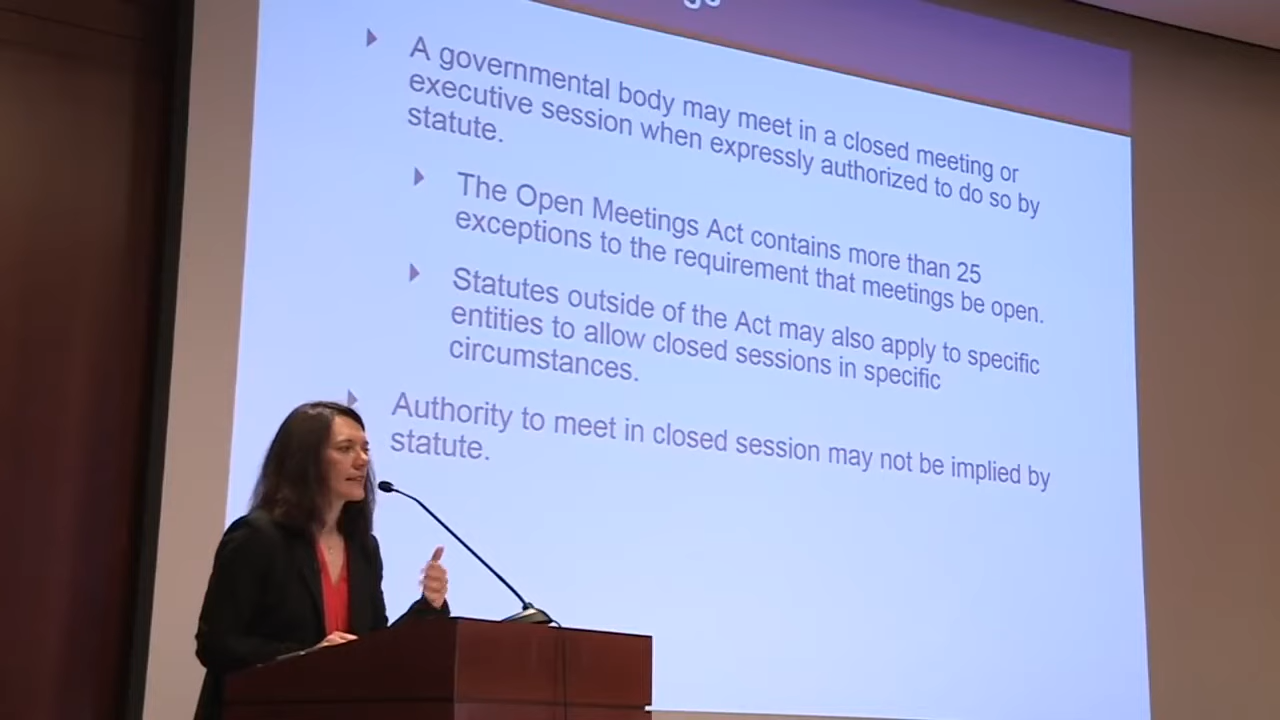 A governmental body may meet in a closed meeting or
executive session when expressly authorized to do so by
statute.
The Open Meetings Act contains more than 25
exceptions to the requirement that meetings be open.
Statutes outside of the Act may also apply to specific
entities to allow closed sessions in specific
circumstances.
Authority to meet in closed session may not be implied by
statute.